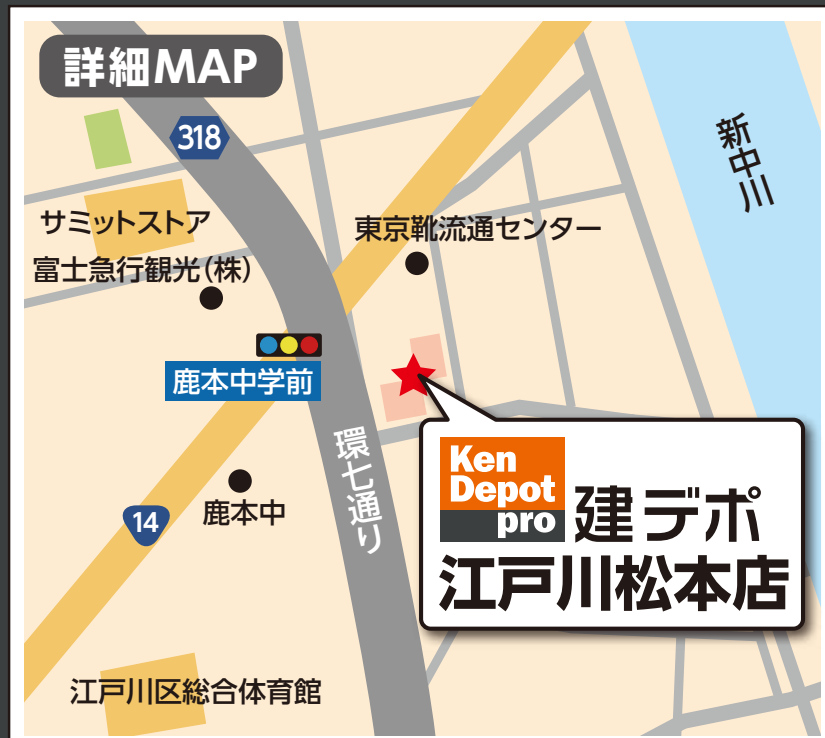 詳細MAP
318
新中川
サミットストア
東京靴流通センター
富士急行観光(株)
鹿本中学前
環七通り
鹿本中
14
Ken
Depot
pro
建デポ
江戸川松本店
江戸川区総合体育館